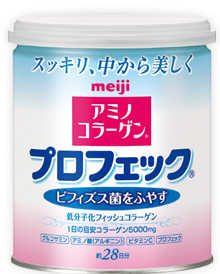 スッキリ、中から美しく
meiji
アミノ
コラーゲン®
プロフェック®
ビフィズス菌をふやす
低分子化フィッシュコラーゲン
1日の目安コラーゲン5000mg
グルコサミン アミノ酸(アルギニン) ビタミンC プロフェック
約28日分